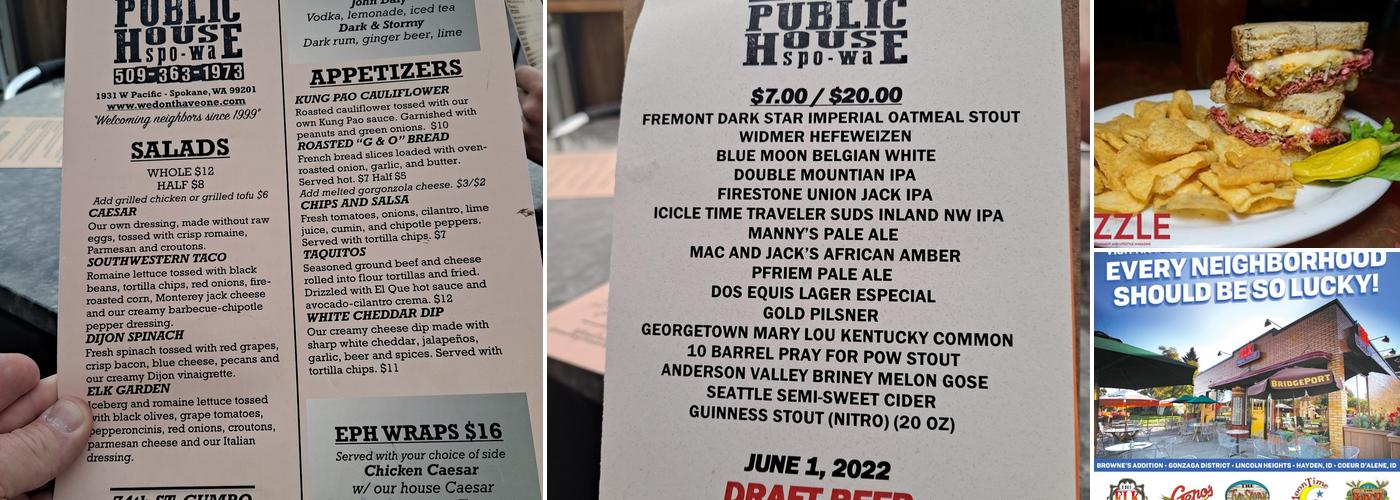 PUBLIC
HOUSE
spo-wa
509-363-1973
1931 W Pacific - Spokane, WA 99201
www.wedonthaveone.com
"Welcoming neighbors since 1999"
SALADS
WHOLE $12
HALF $8
Add grilled chicken or grilled tofu $6
CAESAR
Our own dressing, made without raw
eggs, tossed with crisp romaine,
Parmesan and croutons.
SOUTHWESTERN TACO
Romaine lettuce tossed with black
beans, tortilla chips, red onions, fire-
roasted corn, Monterey jack cheese
and our creamy barbecue-chipotle
pepper dressing.
DIJON SPINACH
Fresh spinach tossed with red grapes,
crisp bacon, blue cheese, pecans and
our creamy Dijon vinaigrette.
ELK GARDEN
Iceberg and romaine lettuce tossed
with black olives, grape tomatoes,
pepperoncinis, red onions, croutons,
parmesan cheese and our Italian
dressing.
74th ST. GUMBO
John Daly
Vodka, lemonade, iced tea
Dark & Stormy
Dark rum, ginger beer, lime
APPETIZERS
KUNG PAO CAULIFLOWER
Roasted cauliflower tossed with our
own Kung Pao sauce. Garnished with
peanuts and green onions. $10
ROASTED "G & O" BREAD
French bread slices loaded with oven-
roasted onion, garlic, and butter.
Served hot. $7 Half $5
Add melted gorgonzola cheese. $3/$2
CHIPS AND SALSA
Fresh tomatoes, onions, cilantro, lime
juice, cumin, and chipotle peppers.
Served with tortilla chips. $7
TAQUITOS
Seasoned ground beef and cheese
rolled into flour tortillas and fried.
Drizzled with El Que hot sauce and
avocado-cilantro crema. $12
WHITE CHEDDAR DIP
Our creamy cheese dip made with
sharp white cheddar, jalapeños,
garlic, beer and spices. Served with
tortilla chips. $11
EPH WRAPS $16
Served with your choice of side
Chicken Caesar
w/ our house Caesar
PUBLIC
HOUSE
spo-wa
$7.00 / $20.00
FREMONT DARK STAR IMPERIAL OATMEAL STOUT
WIDMER HEFEWEIZEN
BLUE MOON BELGIAN WHITE
DOUBLE MOUNTIAN IPA
FIRESTONE UNION JACK IPA
ICICLE TIME TRAVELER SUDS INLAND NW IPA
MANNY'S PALE ALE
MAC AND JACK'S AFRICAN AMBER
PFRIEM PALE ALE
DOS EQUIS LAGER ESPECIAL
GOLD PILSNER
GEORGETOWN MARY LOU KENTUCKY COMMON
10 BARREL PRAY FOR POW STOUT
ANDERSON VALLEY BRINEY MELON GOSE
SEATTLE SEMI-SWEET CIDER
GUINNESS STOUT (NITRO) (20 OZ)
JUNE 1, 2022
DRAFT BEER
ZZLE
EVERY NEIGHBORHOOD
SHOULD BE SO LUCKY!
BRIDGEPORT
BROWNE'S ADDITION • GONZAGA DISTRICT • LINCOLN HEIGHTS • HAYDEN, ID • COEUR D'ALENE, ID
THE ELK
Geno's